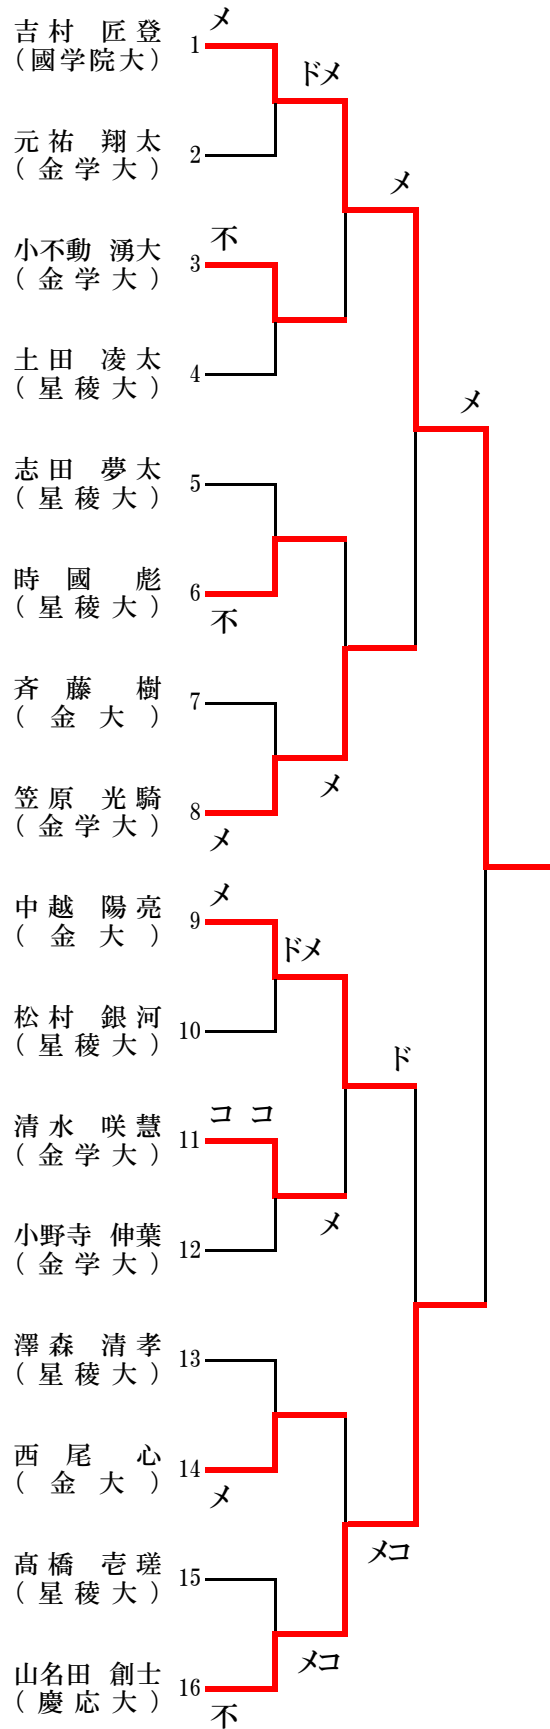 メ
吉村 匠登
1
(國学院大)
ドメ
元祐 翔太
2
(金学大)
メ
不
小不動 湧大
3
(金学大)
土田 凌太
4
(星稜大)
メ
志田 夢太
5
(星稜大)
時國 彪
6
(星稜大)
不
斉藤 樹
7
(金大)
メ
笠原 光騎
8
(金学大)
メ
メ
中越 陽亮
9
(金大)
ドメ
松村 銀河
10
(星稜大)
ド
ココ
清水 咲慧
11
(金学大)
メ
小野寺 伸葉
12
(金学大)
澤森 清孝
13
(星稜大)
西尾 心
14
(金大)
メ
メコ
髙橋 壱瑳
15
(星稜大)
メコ
山名田 創士
16
(慶応大)
不